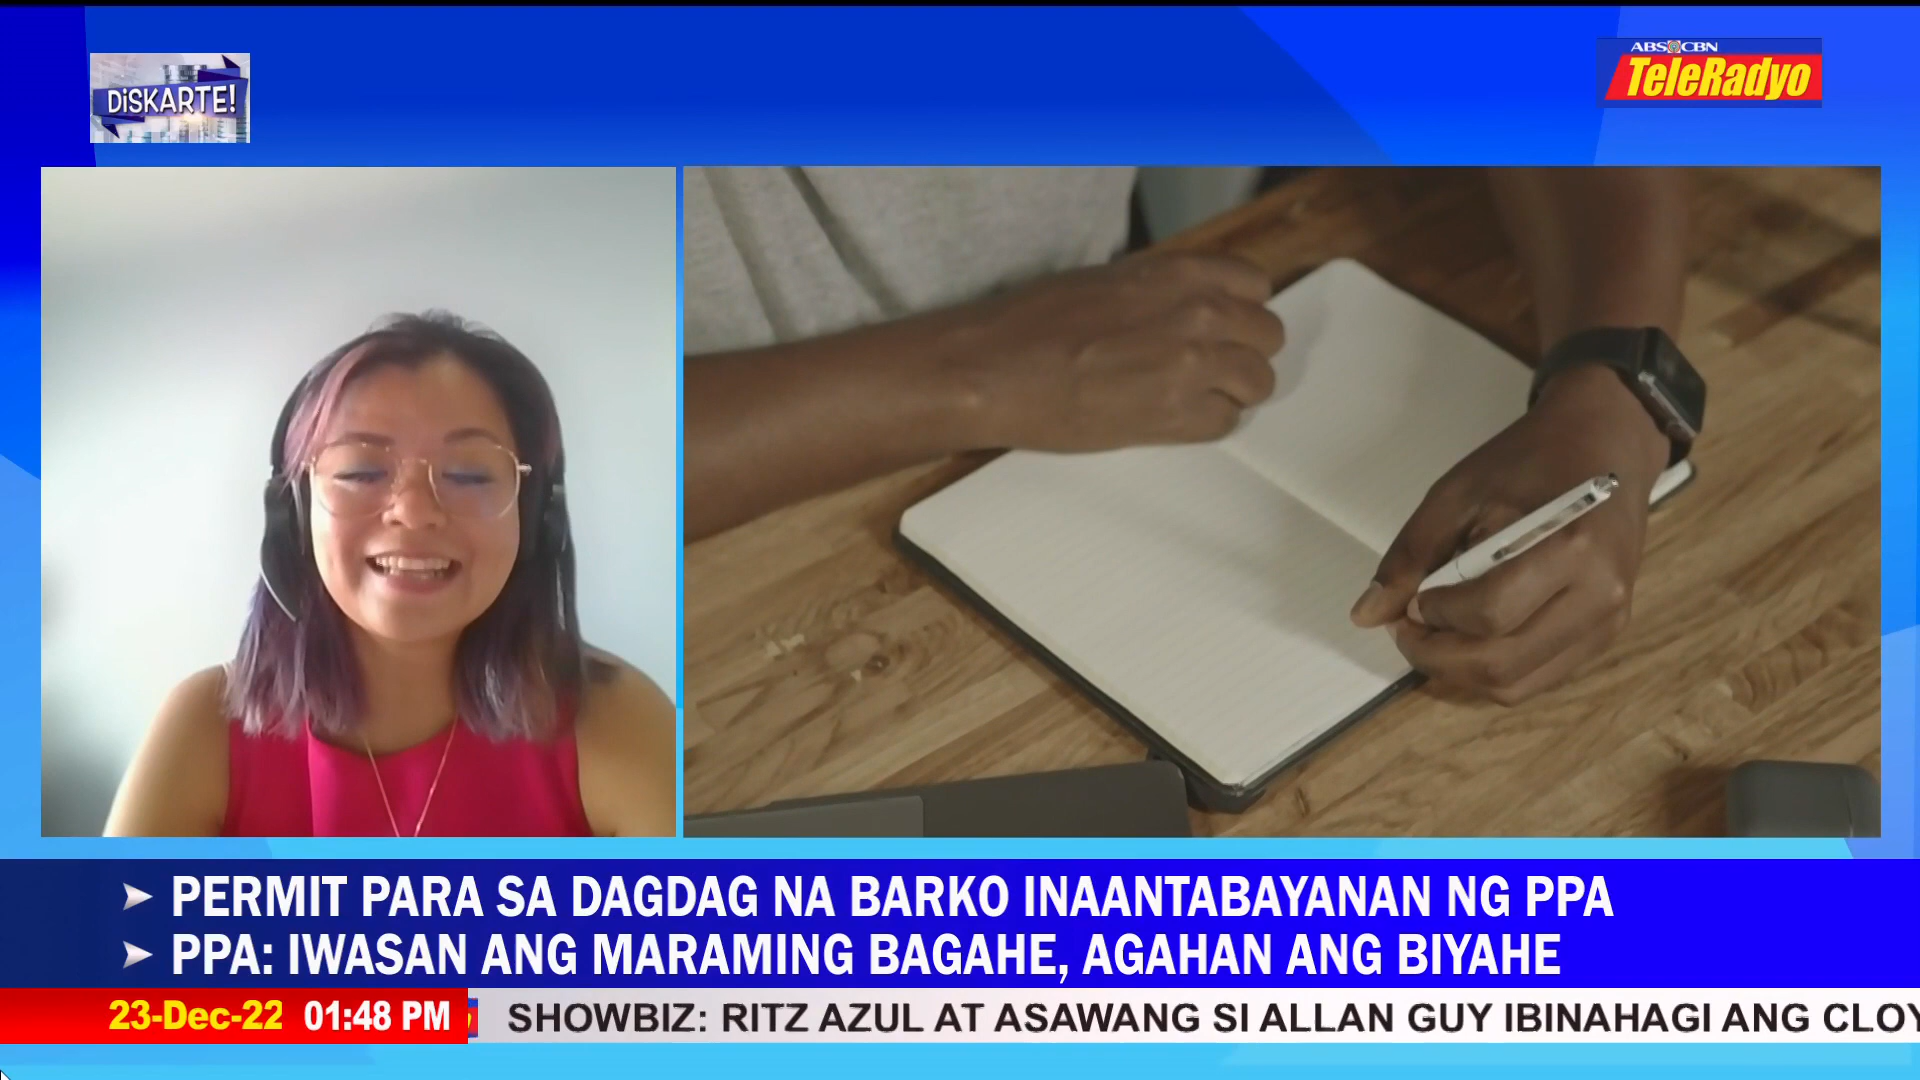 DiSKARTE!
ABS CBN
TeleRadyo
PERMIT PARA SA DAGDAG NA BARKO INAANTABAYANAN NG PPA
PPA: IWASAN ANG MARAMING BAGAHE, AGAHAN ANG BIYAHE
23-Dec-22 01:48 PM SHOWBIZ: RITZ AZUL AT ASAWANG SI ALLAN GUY IBINAHAGI ANG CLOY